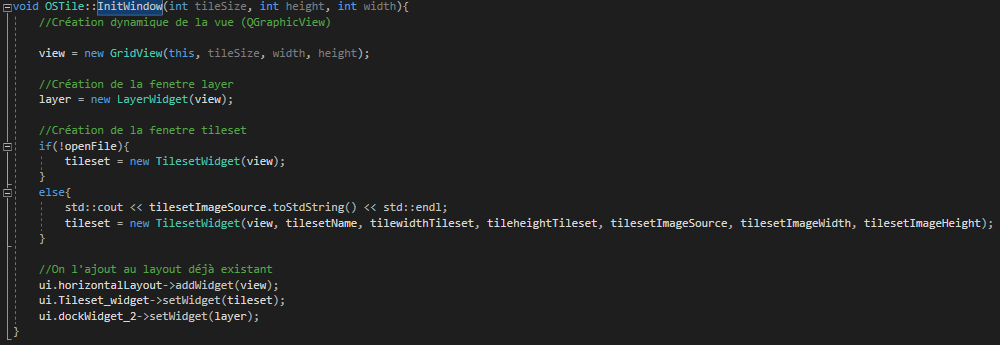 void OSTile::InitWindow(int tileSize, int height, int width){
//Création dynamique de la vue (QGraphicView)
view = new GridView(this, tileSize, width, height);
//Création de la fenetre layer
layer = new LayerWidget(view);
//Création de la fenetre tileset
if(!openFile){
tileset = new TilesetWidget(view);
}
else{
std::cout << tilesetImageSource.toStdString() << std::endl;
tileset = new TilesetWidget(view, tilesetName, tilewidthTileset, tileheightTileset, tilesetImageSource, tilesetImageWidth, tilesetImageHeight);
}
//On l'ajout au layout déjà existant
ui.horizontalLayout->addWidget(view);
ui.Tileset_widget->setWidget(tileset);
ui.dockWidget_2->setWidget(layer);
}